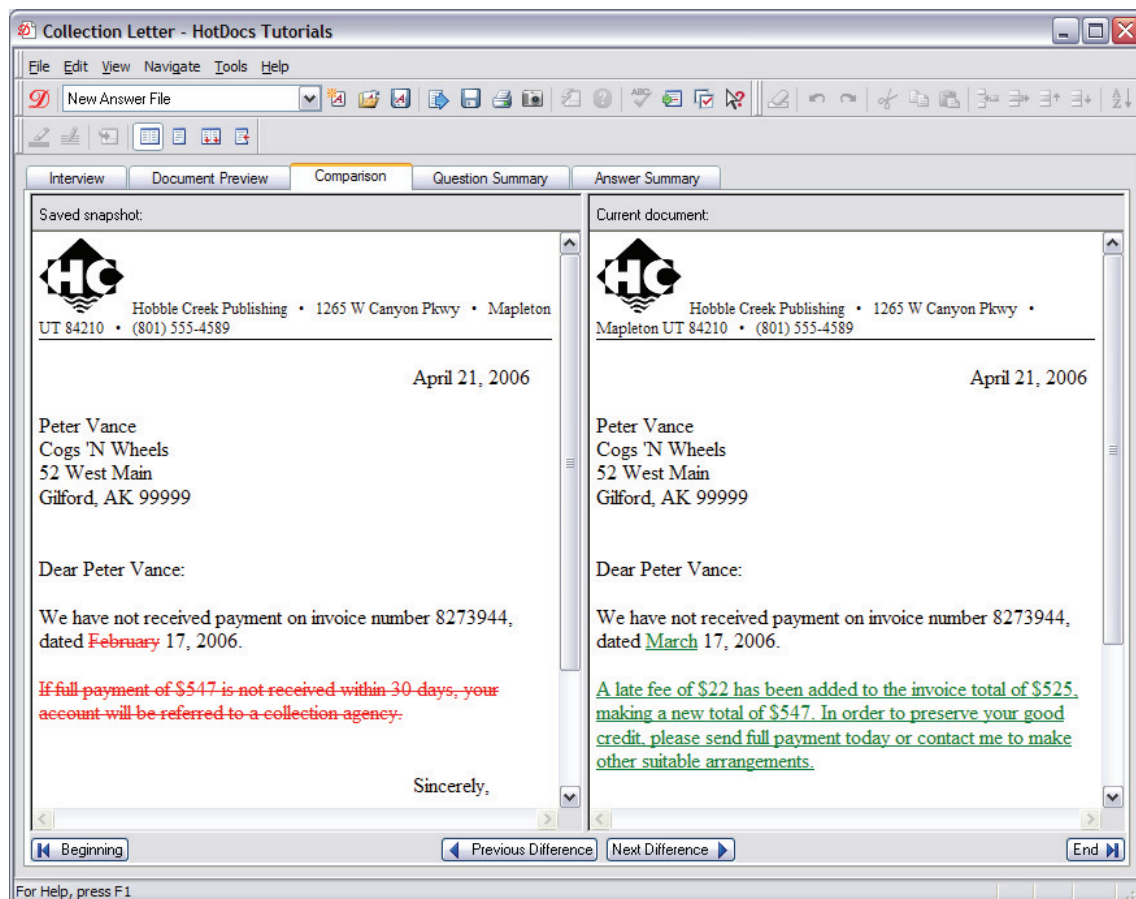 Collection Letter - HotDocs Tutorials
File Edit View Navigate Tools Help
New Answer File
Interview Document Preview Comparison Question Summary Answer Summary
Saved snapshot:
HC
Hobble Creek Publishing • 1265 W Canyon Pkwy • Mapleton
UT 84210 • (801) 555-4589
April 21, 2006
Peter Vance
Cogs 'N Wheels
52 West Main
Gilford, AK 99999
Dear Peter Vance:
We have not received payment on invoice number 8273944,
dated February 17, 2006.
If full payment of $547 is not received within 30 days, your
account will be referred to a collection agency.
Sincerely,
Current document:
HC
Hobble Creek Publishing • 1265 W Canyon Pkwy •
Mapleton UT 84210 • (801) 555-4589
April 21, 2006
Peter Vance
Cogs 'N Wheels
52 West Main
Gilford, AK 99999
Dear Peter Vance:
We have not received payment on invoice number 8273944,
dated March 17, 2006.
A late fee of $22 has been added to the invoice total of $525,
making a new total of $547. In order to preserve your good
credit, please send full payment today or contact me to make
other suitable arrangements.
Beginning Previous Difference Next Difference End
For Help, press F1